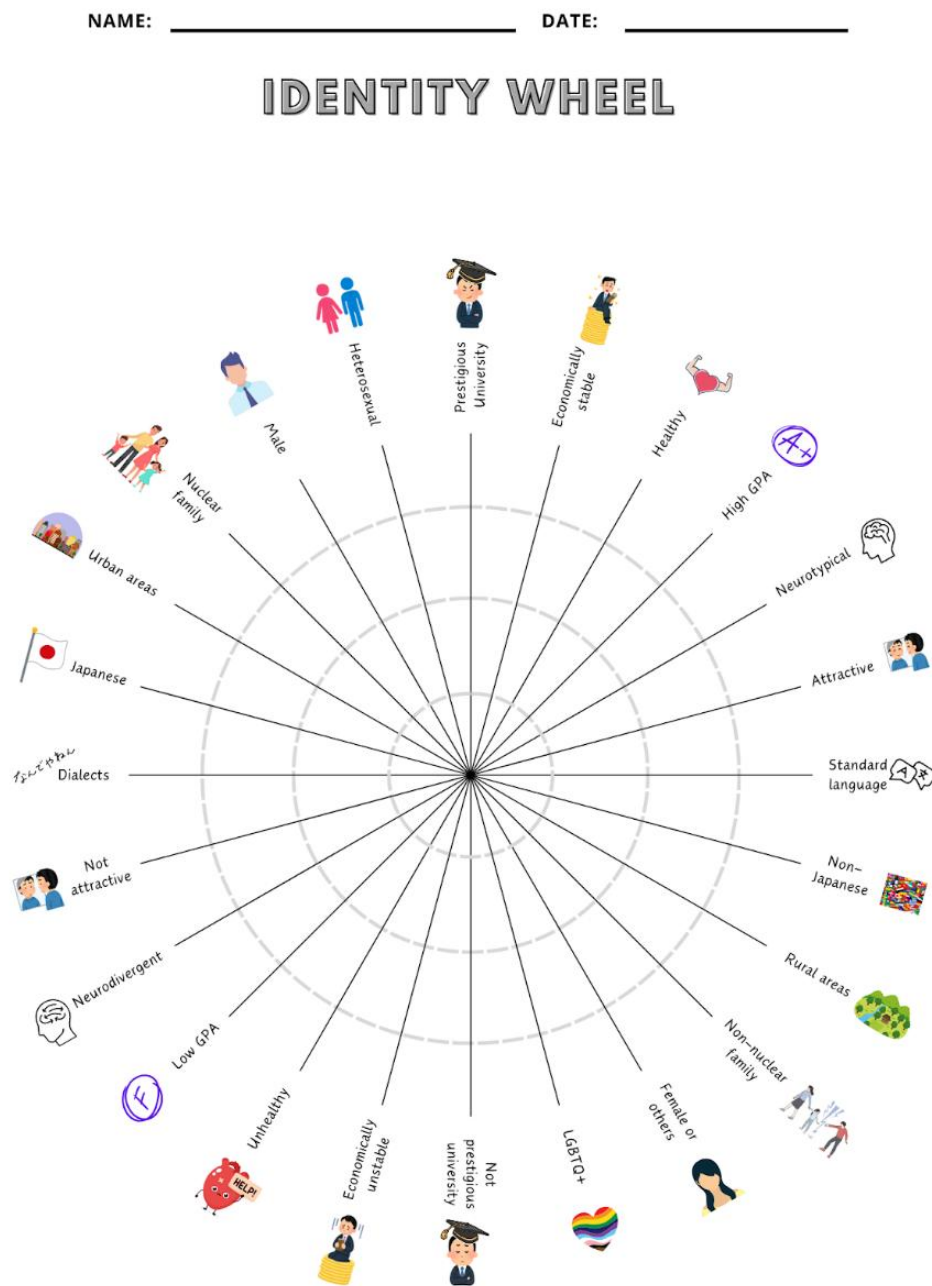 NAME: DATE:
IDENTITY WHEEL
Prestigious
University
Economically
stable
Healthy
High GPA
A+
Neurotypical
Attractive
Standard
language
A
Non-
Japanese
Rural areas
Non-nuclear
family
Female or
others
LGBTQ+
Not
prestigious
university
Economically
unstable
Unhealthy
HELP!
Low GPA
F
Neurodivergent
Not
attractive
なんでやねん
Dialects
Japanese
Urban areas
Nuclear
family
Male
Heterosexual